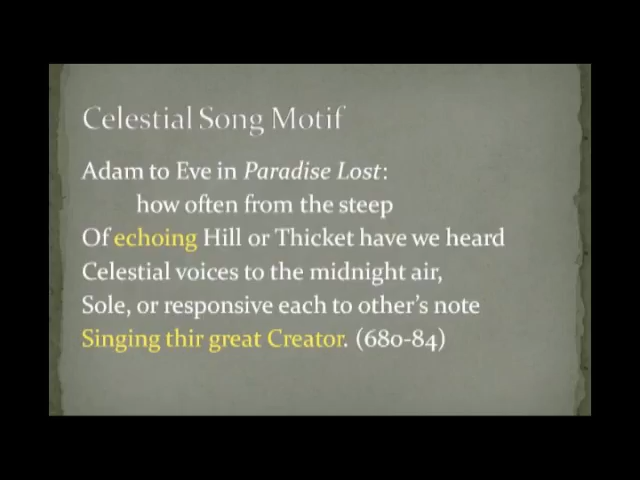 Celestial Song Motif
Adam to Eve in Paradise Lost:
how often from the steep
Of echoing Hill or Thicket have we heard
Celestial voices to the midnight air,
Sole, or responsive each to other's note
Singing thir great Creator. (680-84)